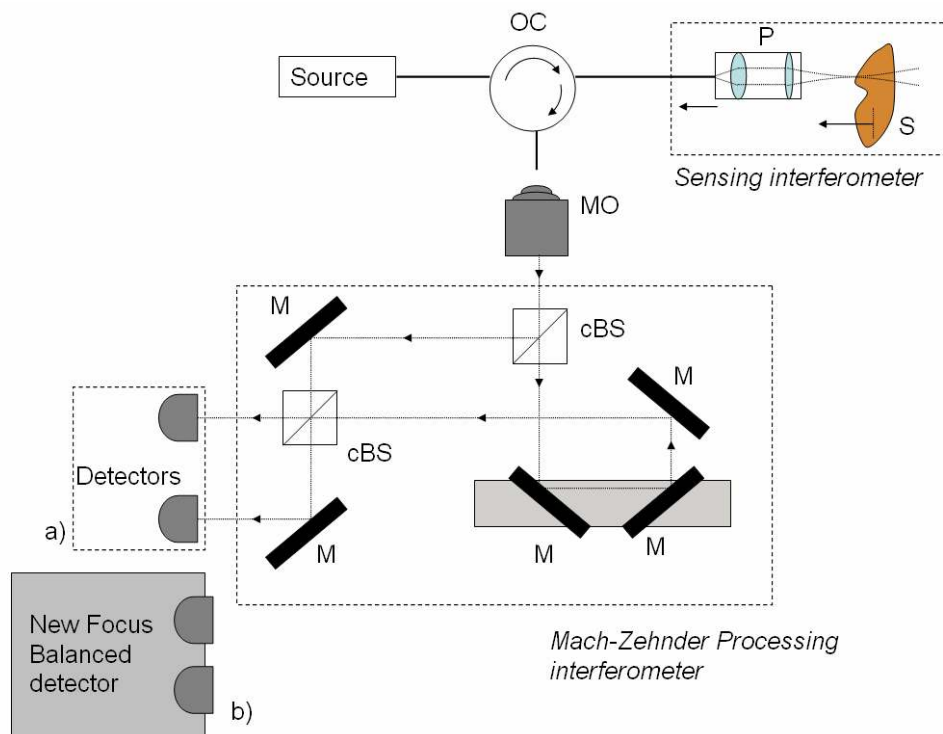 OC
Source
P
S
Sensing interferometer
MO
M
cBS
M
cBS
Detectors
a)
M
M
M
New Focus
Balanced
detector
b)
Mach-Zehnder Processing
interferometer